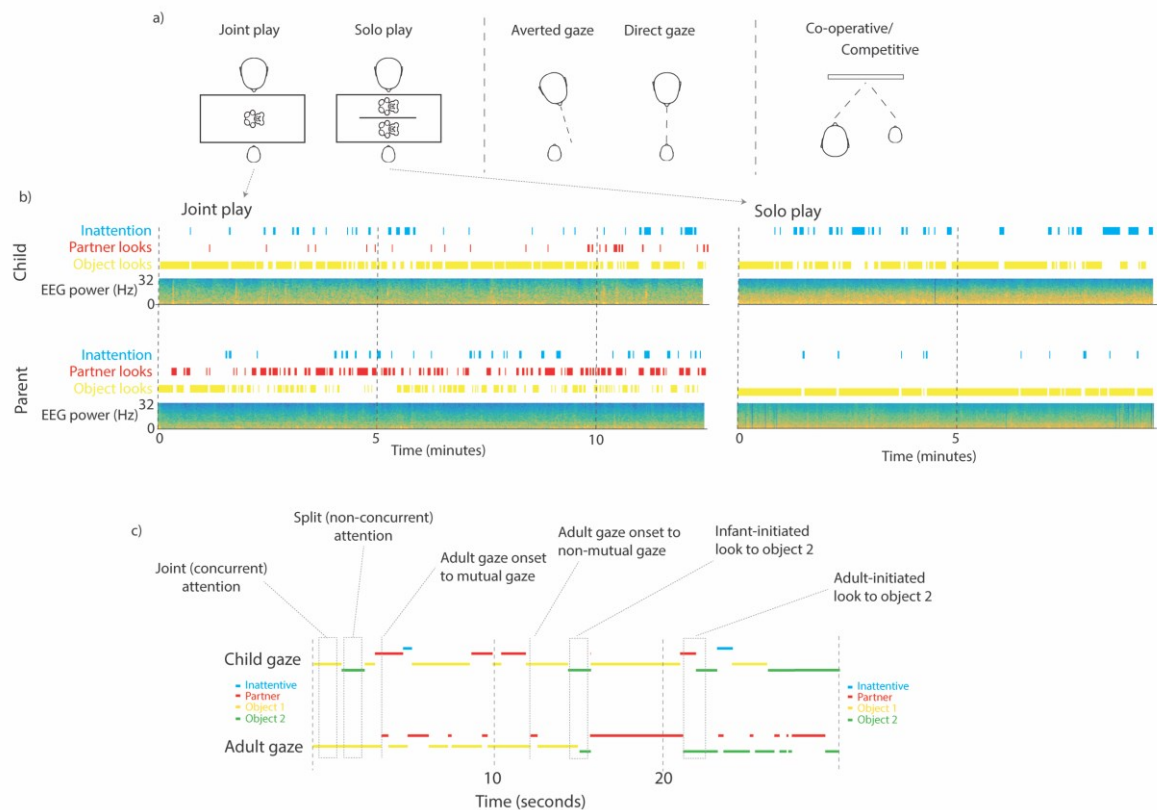 a)
Joint play
Solo play
Averted gaze
Direct gaze
Co-operative/
Competitive
b)
Joint play
Solo play
Child
Inattention
Partner looks
Object looks
EEG power (Hz)
32
0
Parent
Inattention
Partner looks
Object looks
EEG power (Hz)
32
0
0
5
10
Time (minutes)
0
5
Time (minutes)
c)
Joint (concurrent)
attention
Split (non-concurrent)
attention
Adult gaze onset
to mutual gaze
Adult gaze onset to
non-mutual gaze
Infant-initiated
look to object 2
Adult-initiated
look to object 2
Child gaze
Inattentive
Partner
Object 1
Object 2
Inattentive
Partner
Object 1
Object 2
Adult gaze
10
20
Time (seconds)